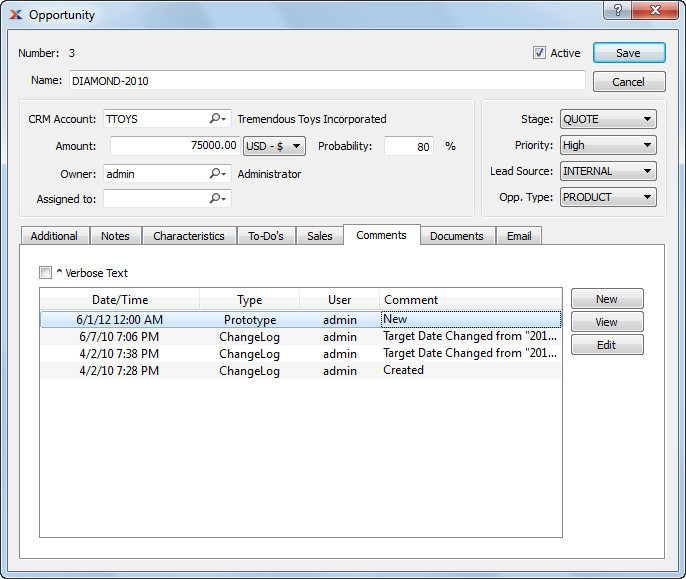 Opportunity
Number: 3
Active
Save
Name: DIAMOND-2010
Cancel
CRM Account: TTOYS Tremendous Toys Incorporated
Stage: QUOTE
Amount: 75000.00 USD - $ Probability: 80 %
Priority: High
Owner: admin Administrator
Lead Source: INTERNAL
Assigned to:
Opp. Type: PRODUCT
Additional Notes Characteristics To-Do's Sales Comments Documents Email
^ Verbose Text
Date/Time Type User Comment
New
6/1/12 12:00 AM Prototype admin New
View
6/7/10 7:06 PM ChangeLog admin Target Date Changed from "201...
Edit
4/2/10 7:38 PM ChangeLog admin Target Date Changed from "201...
4/2/10 7:28 PM ChangeLog admin Created